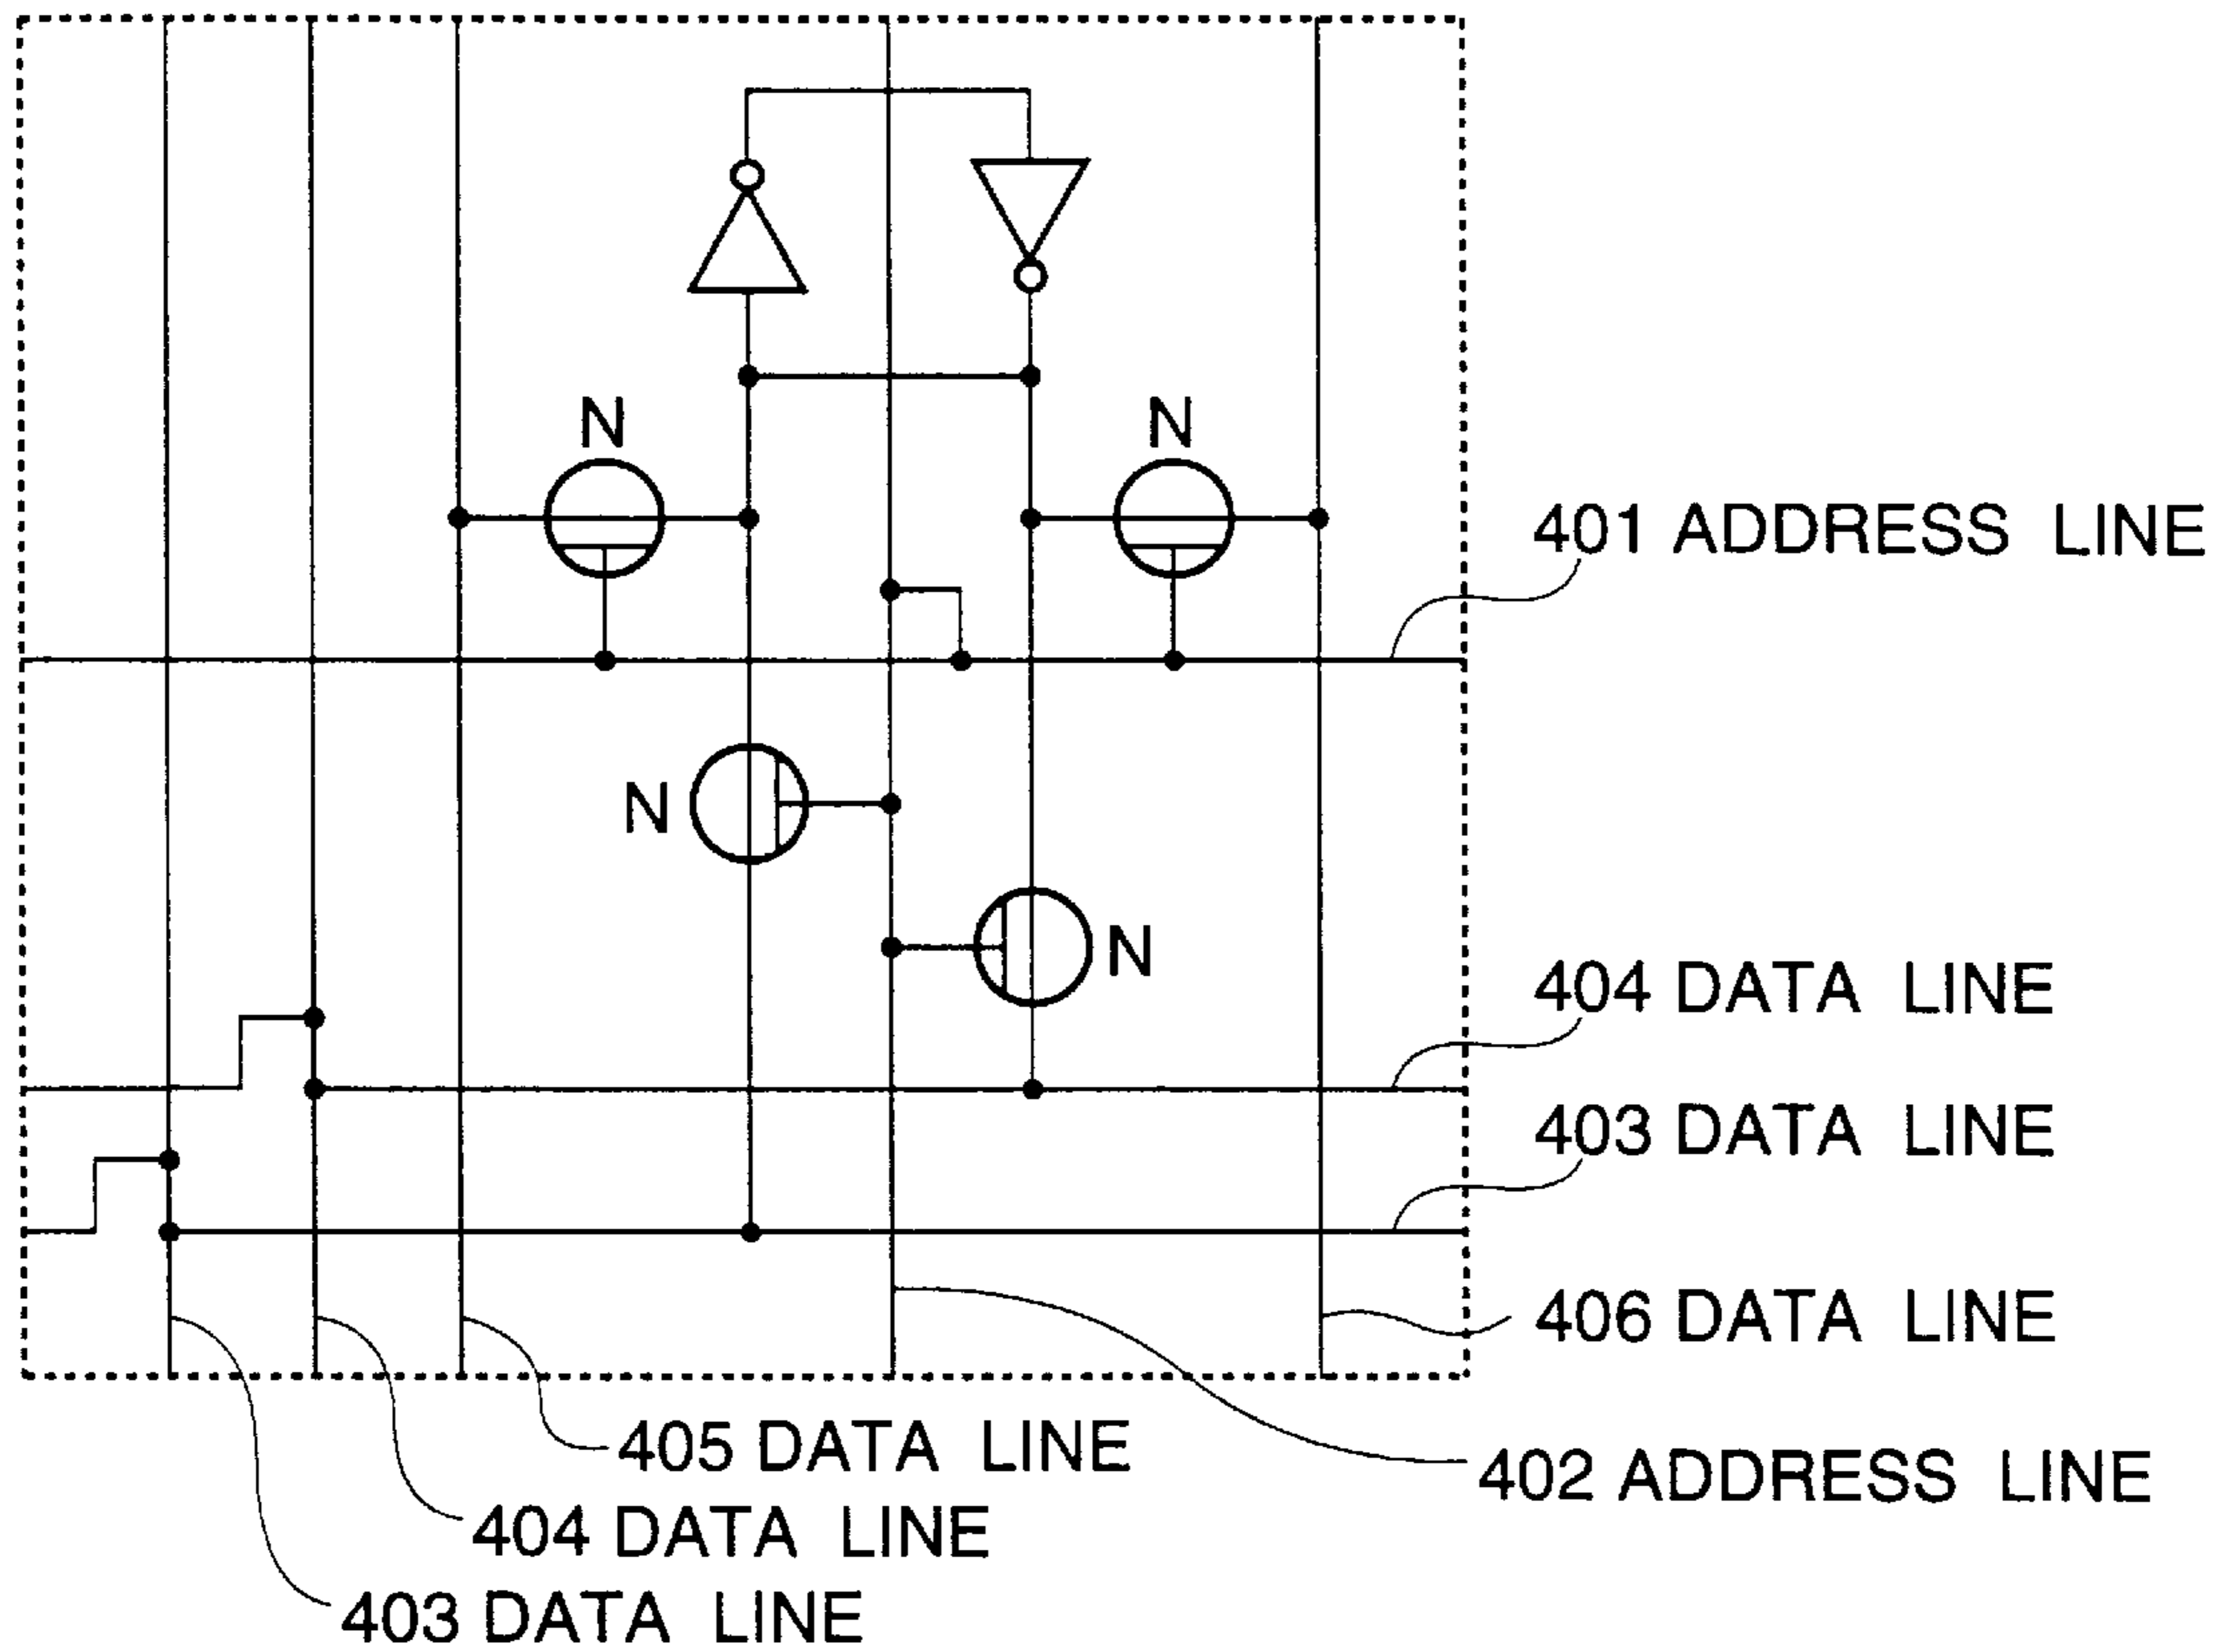 N
N
401 ADDRESS LINE
N
N
404 DATA LINE
403 DATA LINE
406 DATA LINE
405 DATA LINE
402 ADDRESS LINE
404 DATA LINE
403 DATA LINE